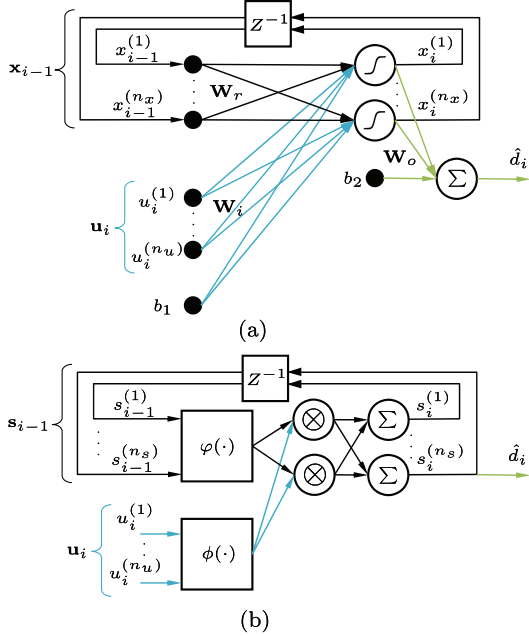 Z⁻¹
x_{i−1}^{(1)} x_i^{(1)}
𝐱_{i−1} 𝐖_r
x_{i−1}^{(n_x)} x_i^{(n_x)}
𝐖_o d̂_i
b₂ Σ
u_i^{(1)} 𝐖_i
𝐮_i
u_i^{(n_u)}
b₁
(a)
Z⁻¹
s_{i−1}^{(1)} s_i^{(1)}
𝐬_{i−1} φ(·) ⊗ Σ
s_{i−1}^{(n_s)} ⊗ Σ s_i^{(n_s)} d̂_i
u_i^{(1)}
𝐮_i ϕ(·)
u_i^{(n_u)}
(b)